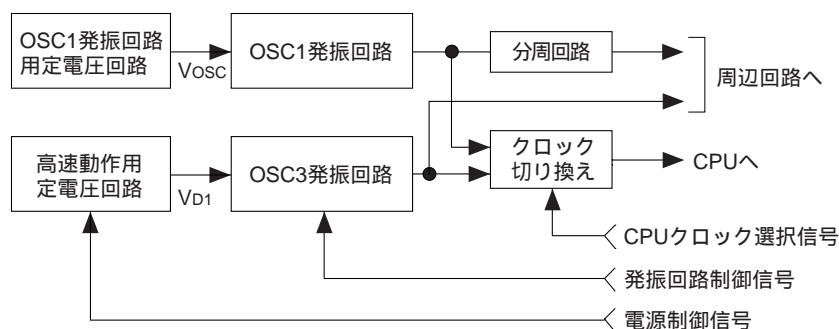 OSC1発振回路
用定電圧回路
VOSC
OSC1発振回路
分周回路
周辺回路へ
高速動作用
定電圧回路
VD1
OSC3発振回路
クロック
切り換え
CPUへ
CPUクロック選択信号
発振回路制御信号
電源制御信号